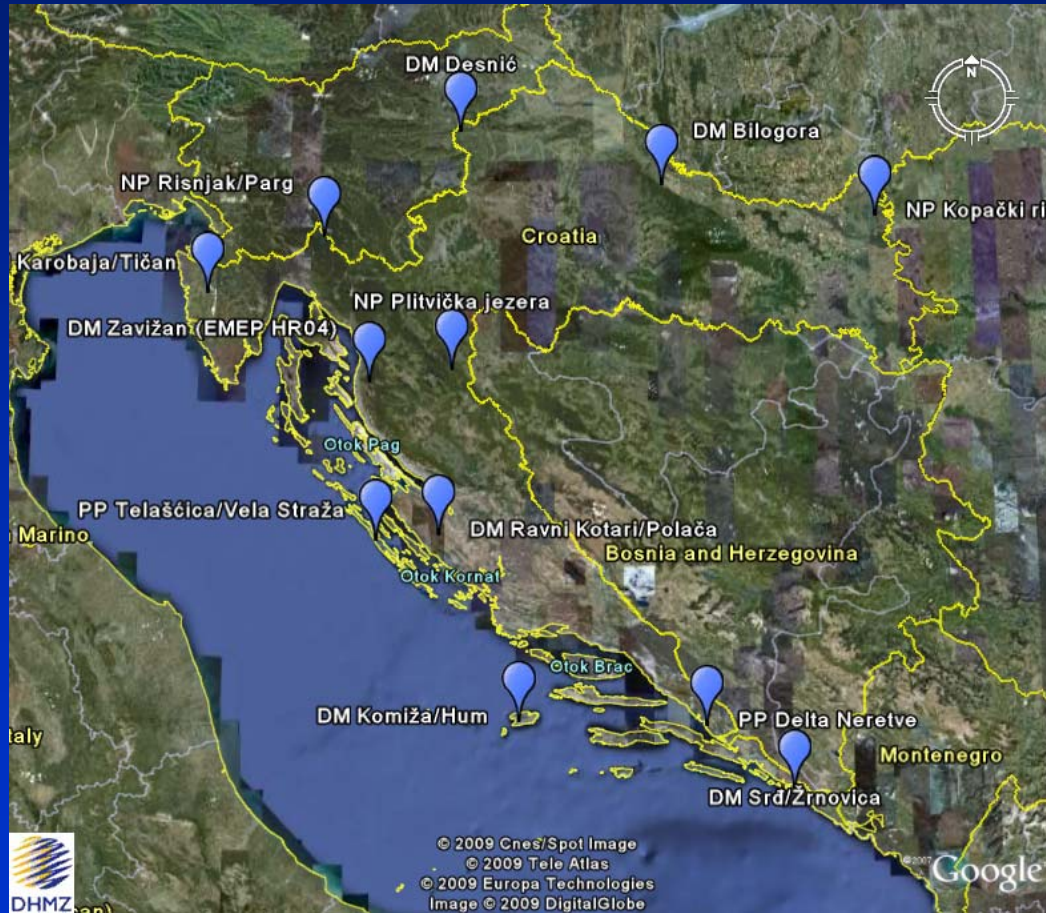 DM Desnić
DM Bilogora
N
NP Risnjak/Parg
NP Kopački ri
Croatia
Karobaja/Tičan
NP Plitvička jezera
DM Zavižan (EMEP HR04)
Otok Pag
PP Telašćica/Vela Straža
DM Ravni Kotari/Polača
Marino
Bosnia and Herzegovina
Otok Kornat
Otok Brac
DM Komiža/Hum
PP Delta Neretve
taly
Montenegro
DM Srđ/Žrnovica
© 2009 Cnes/Spot Image
© 2009 Tele Atlas
© 2009 Europa Technologies
Image © 2009 DigitalGlobe
©2007 Google
DHMZ